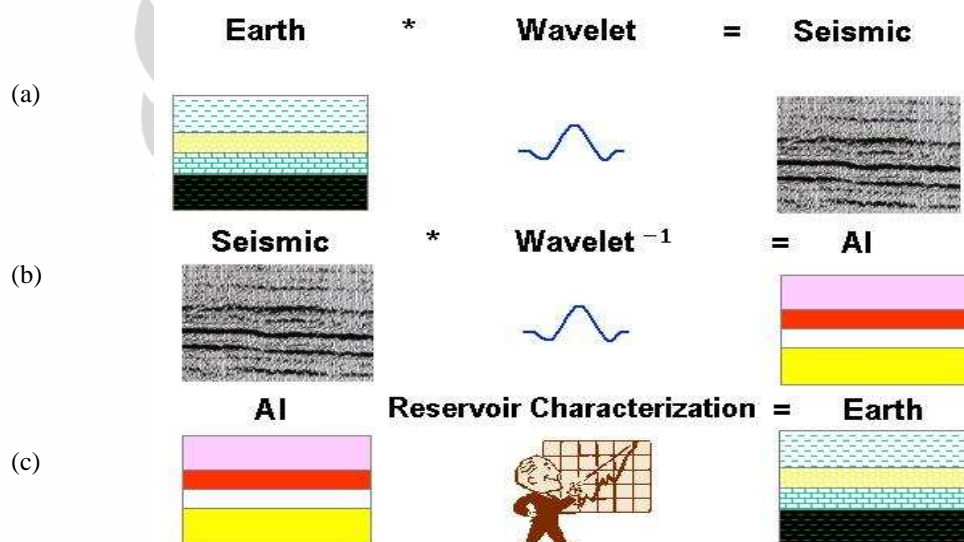 Earth * Wavelet = Seismic
(a)
Seismic * Wavelet ⁻¹ = AI
(b)
AI Reservoir Characterization = Earth
(c)